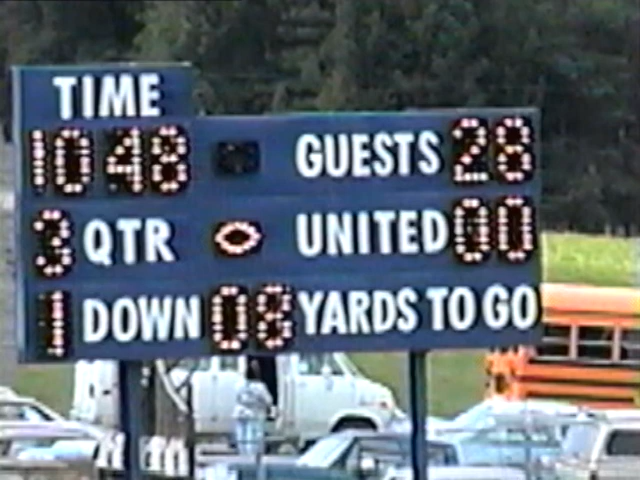 TIME
10 48 GUESTS 28
3 QTR UNITED 00
1 DOWN 08 YARDS TO GO